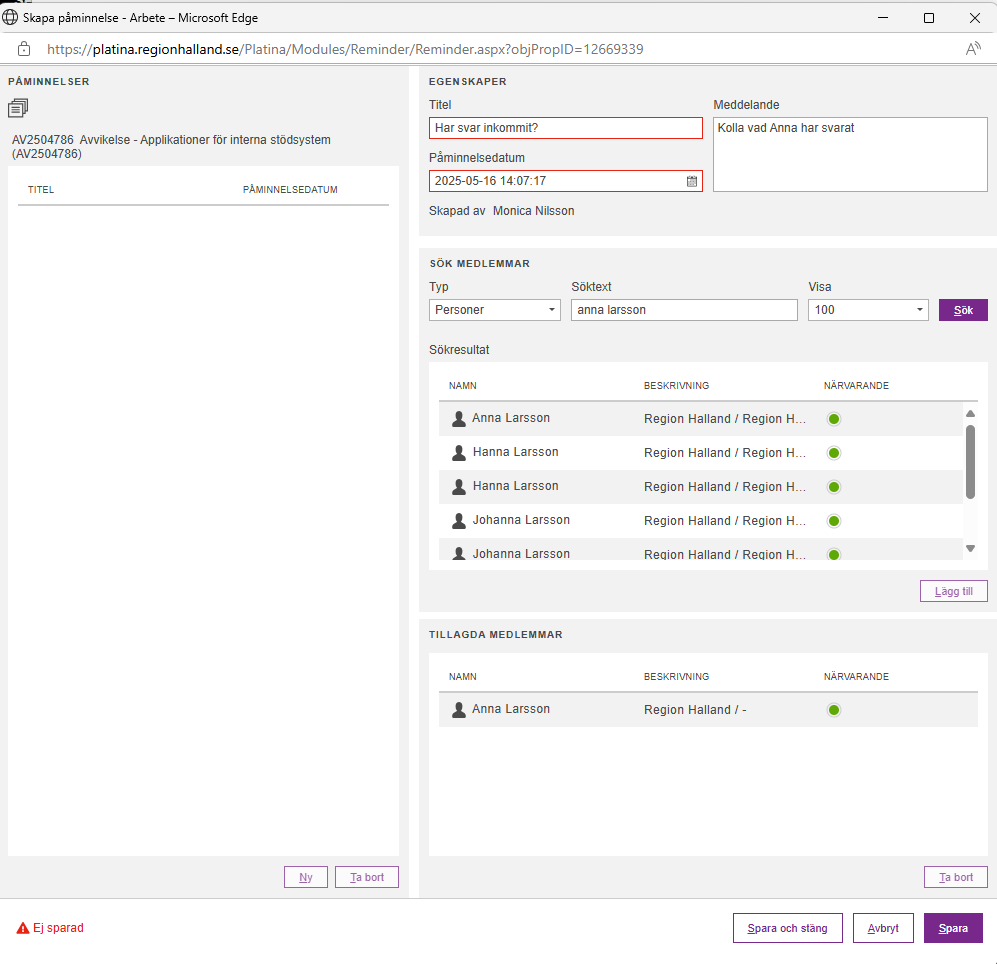 Skapa påminnelse - Arbete – Microsoft Edge
https://platina.regionhalland.se/Platina/Modules/Reminder/Reminder.aspx?objPropID=12669339
PÅMINNELSER
AV2504786 Avvikelse - Applikationer för interna stödsystem
(AV2504786)
TITEL PÅMINNELSEDATUM
Ny Ta bort
EGENSKAPER
Titel Meddelande
Har svar inkommit? Kolla vad Anna har svarat
Påminnelsedatum
2025-05-16 14:07:17
Skapad av Monica Nilsson
SÖK MEDLEMMAR
Typ Söktext Visa
Personer anna larsson 100 Sök
Sökresultat
NAMN BESKRIVNING NÄRVARANDE
Anna Larsson Region Halland / Region H...
Hanna Larsson Region Halland / Region H...
Hanna Larsson Region Halland / Region H...
Johanna Larsson Region Halland / Region H...
Johanna Larsson Region Halland / Region H...
Lägg till
TILLAGDA MEDLEMMAR
NAMN BESKRIVNING NÄRVARANDE
Anna Larsson Region Halland / -
Ta bort
Ej sparad Spara och stäng Avbryt Spara